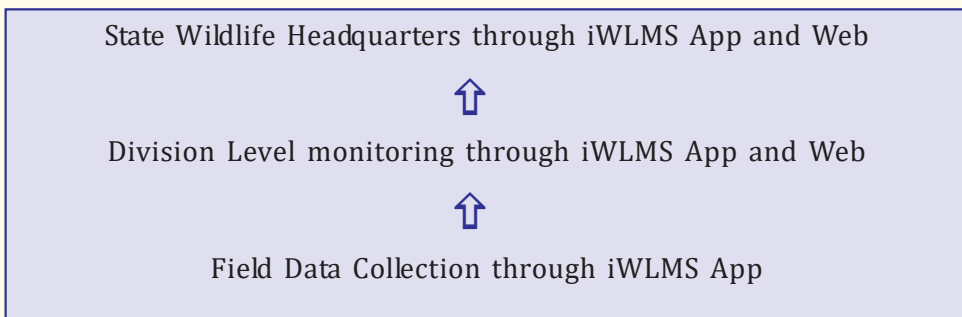 State Wildlife Headquarters through iWLMS App and Web
Division Level monitoring through iWLMS App and Web
Field Data Collection through iWLMS App